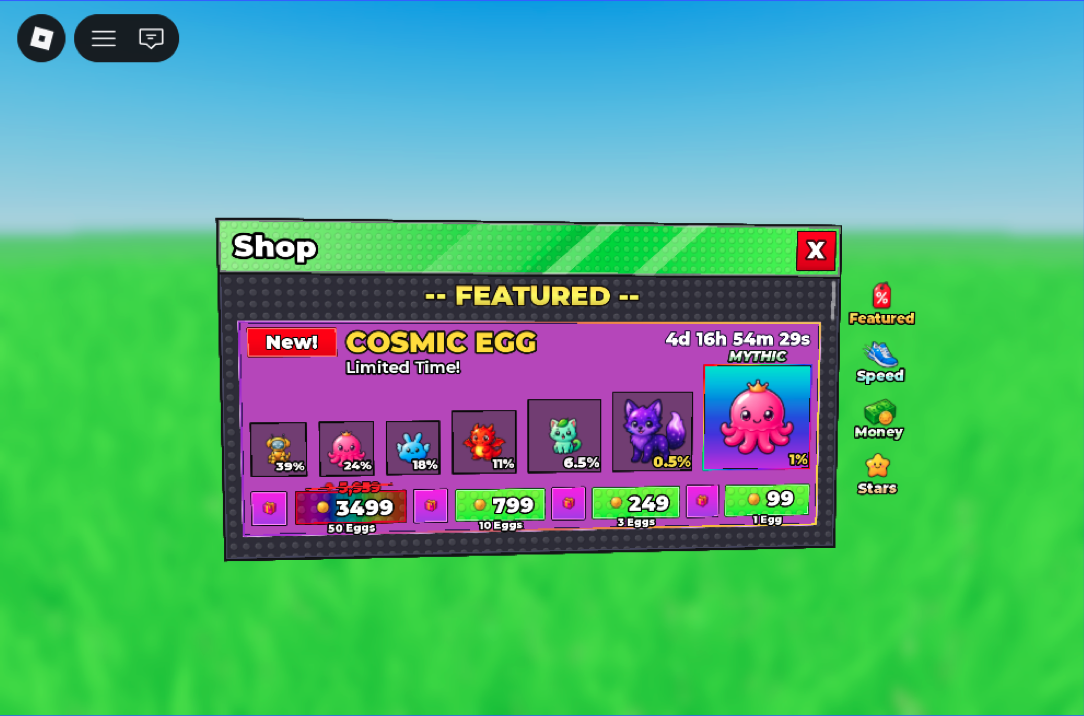 Shop
X
-- FEATURED --
New!
COSMIC EGG
4d 16h 54m 29s
Limited Time!
MYTHIC
39%
24%
18%
11%
6.5%
0.5%
1%
3499
799
249
99
50 Eggs
10 Eggs
3 Eggs
1 Egg
%
Featured
Speed
Money
Stars